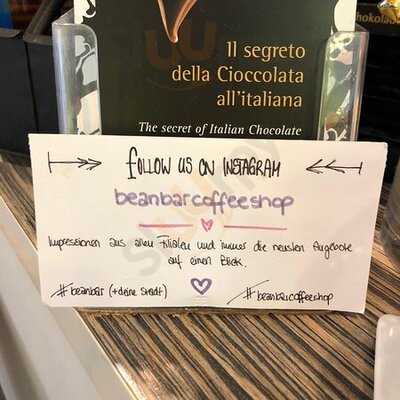 Il segreto
della Cioccolata
all'italiana
The secret of Italian Chocolate
FOLLOW US ON INSTAGRAM
beanbarcoffeeshop
Impressionen aus allen Filialen und immer die neusten Angebote
auf einen Blick.
#beanbar (+deine Stadt)
#beanbarcoffeeshop